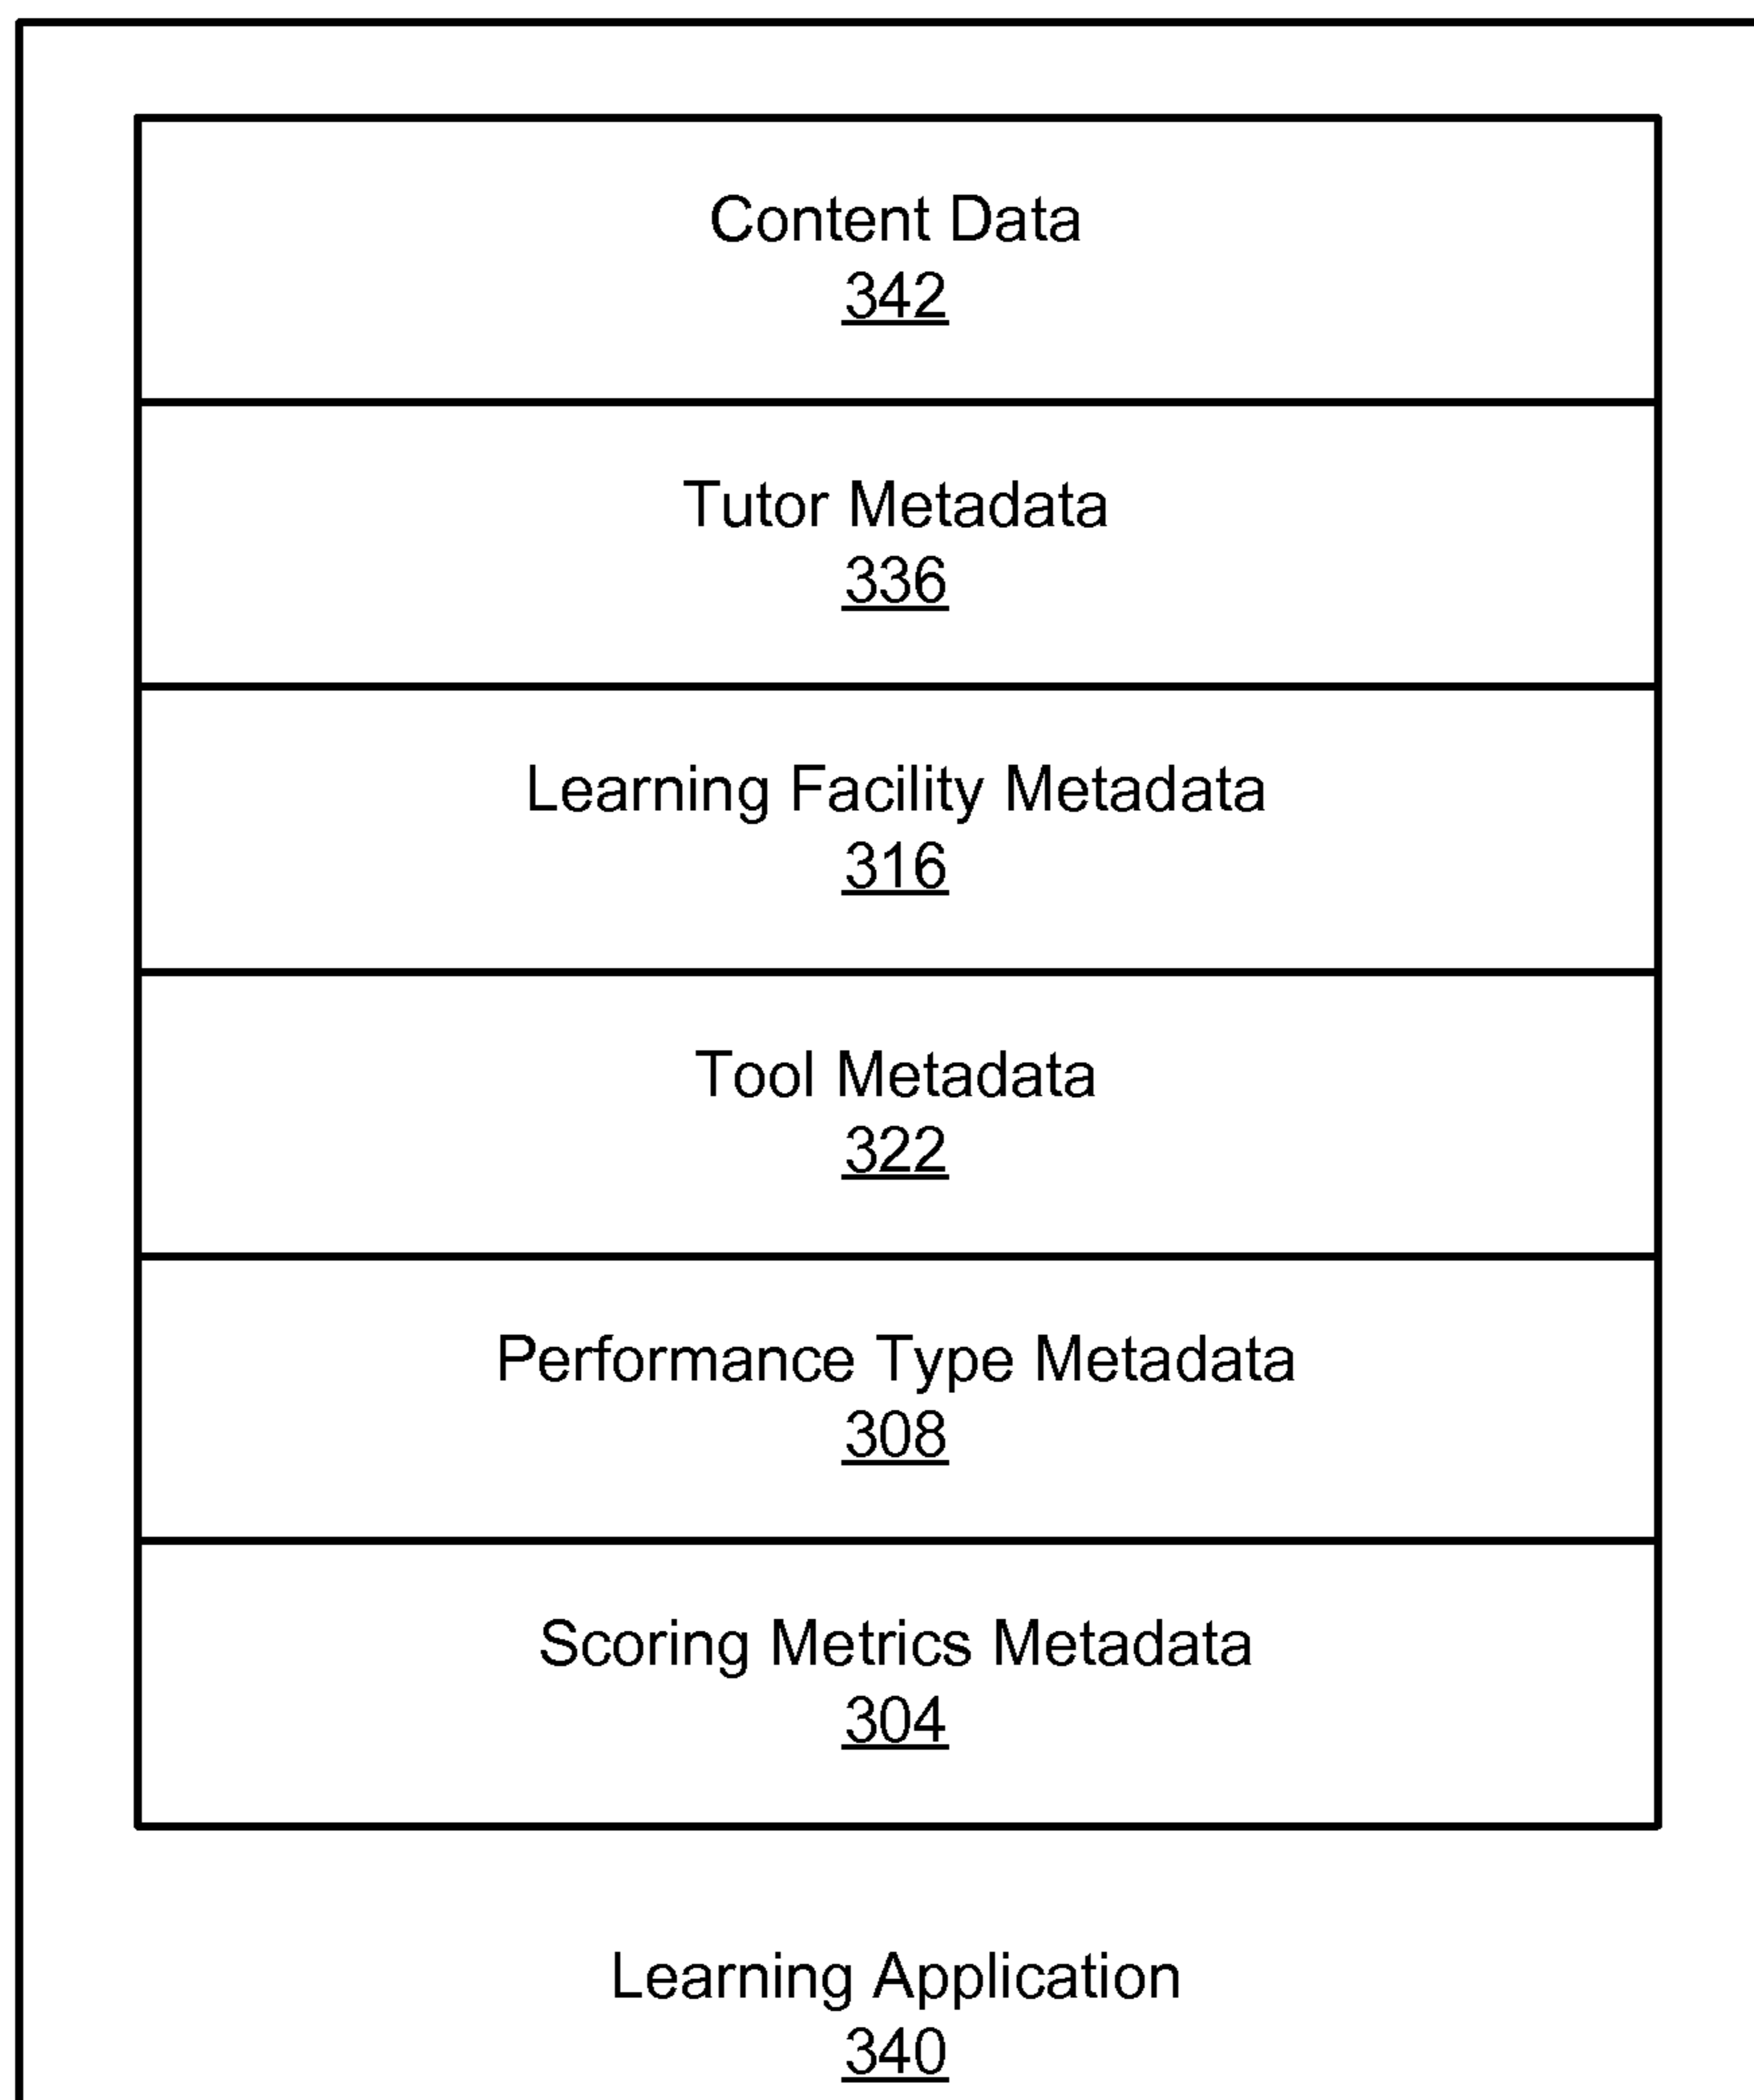 Content Data
342
Tutor Metadata
336
Learning Facility Metadata
316
Tool Metadata
322
Performance Type Metadata
308
Scoring Metrics Metadata
304
Learning Application
340